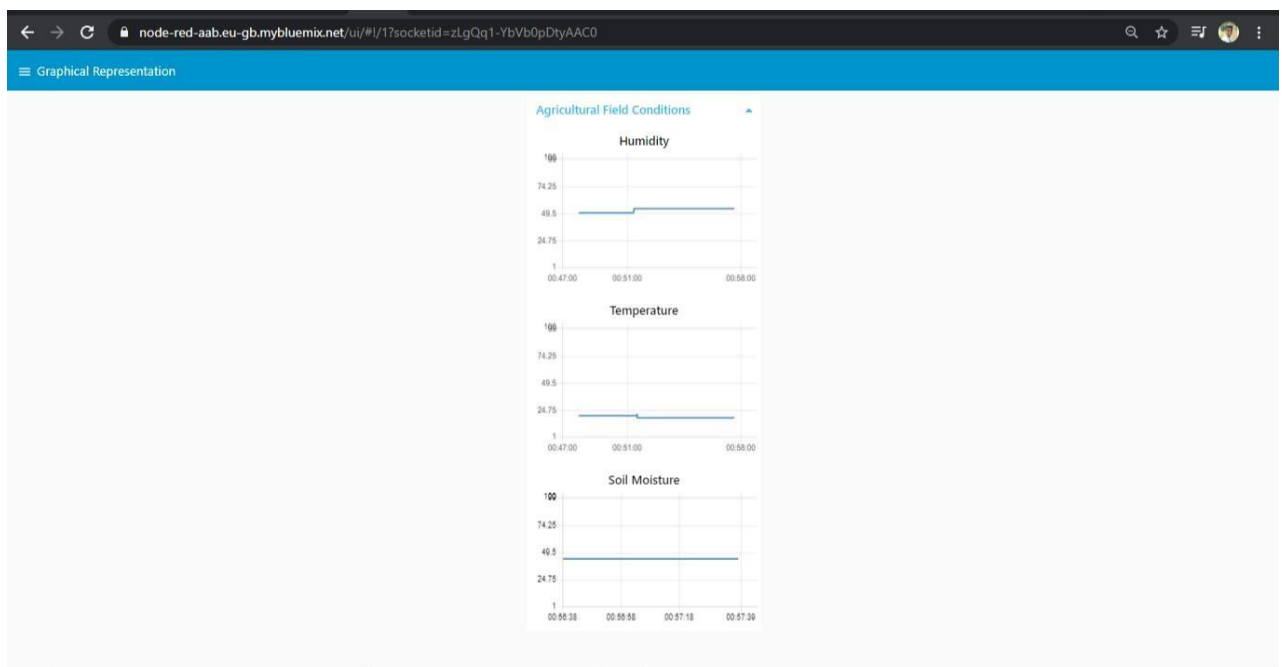 node-red-aab.eu-gb.mybluemix.net/ui/#!/1?socketid=zLgQq1-YbVb0pDtyAAC0
Graphical Representation
Agricultural Field Conditions
Humidity
74.25
49.5
24.75
1
00:47:00 00:51:00 00:58:00
Temperature
74.25
49.5
24.75
1
00:47:00 00:51:00 00:58:00
Soil Moisture
74.25
49.5
24.75
1
00:56:38 00:56:58 00:57:18 00:57:39